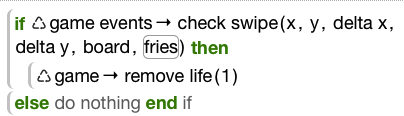 if ♺ game events → check swipe(x, y, delta x,
delta y, board, fries) then
♺ game → remove life(1)
else do nothing end if